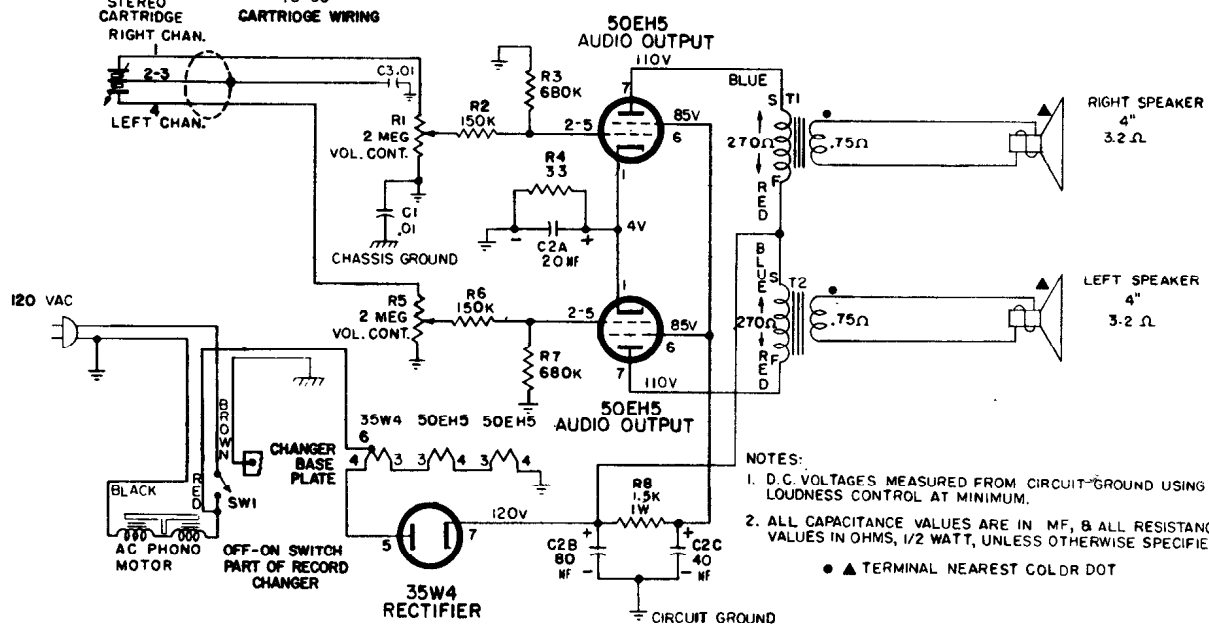 STEREO
CARTRIDGE
RIGHT CHAN.
1
2-3
4
LEFT CHAN.
CARTRIDGE WIRING
C3.01
R1
2 MEG
VOL. CONT.
R2
150K
R3
680K
C1
.01
CHASSIS GROUND
50EH5
AUDIO OUTPUT
110V
7
2-5
85V
6
1
R4
33
4V
- C2A +
20 MF
BLUE
S T1
270Ω
.75Ω
RED
F
RIGHT SPEAKER
4"
3.2 Ω
BLUE
S T2
270Ω
.75Ω
RED
F
LEFT SPEAKER
4"
3.2 Ω
R5
2 MEG
VOL. CONT.
R6
150K
R7
680K
1
2-5
85V
6
7
110V
50EH5
AUDIO OUTPUT
120 VAC
BROWN
CHANGER
BASE
PLATE
BLACK
RED
SW1
AC PHONO
MOTOR
OFF-ON SWITCH
PART OF RECORD
CHANGER
35W4 50EH5 50EH5
6
4 3 3 4 3 4
5
7
120V
35W4
RECTIFIER
R8
1.5K
1W
+
C2B
80
MF
-
+
C2C
40
MF
-
CIRCUIT GROUND
NOTES:
1. D.C. VOLTAGES MEASURED FROM CIRCUIT GROUND USING
LOUDNESS CONTROL AT MINIMUM.
2. ALL CAPACITANCE VALUES ARE IN MF, & ALL RESISTANC
VALUES IN OHMS, 1/2 WATT, UNLESS OTHERWISE SPECIFIE
● ▲ TERMINAL NEAREST COLOR DOT